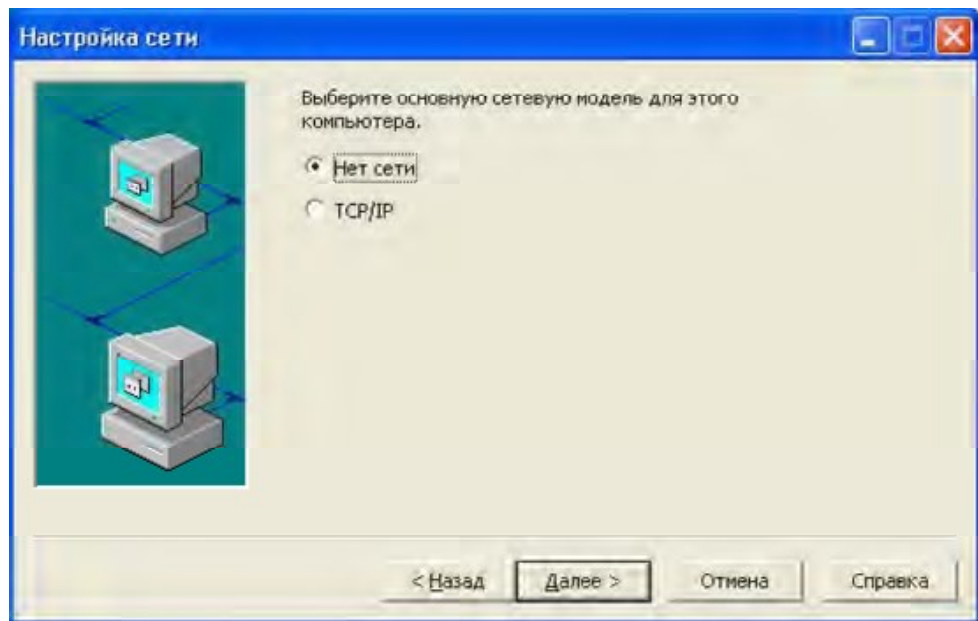 Настройка сети
Выберите основную сетевую модель для этого
компьютера.
Нет сети
TCP/IP
< Назад
Далее >
Отмена
Справка